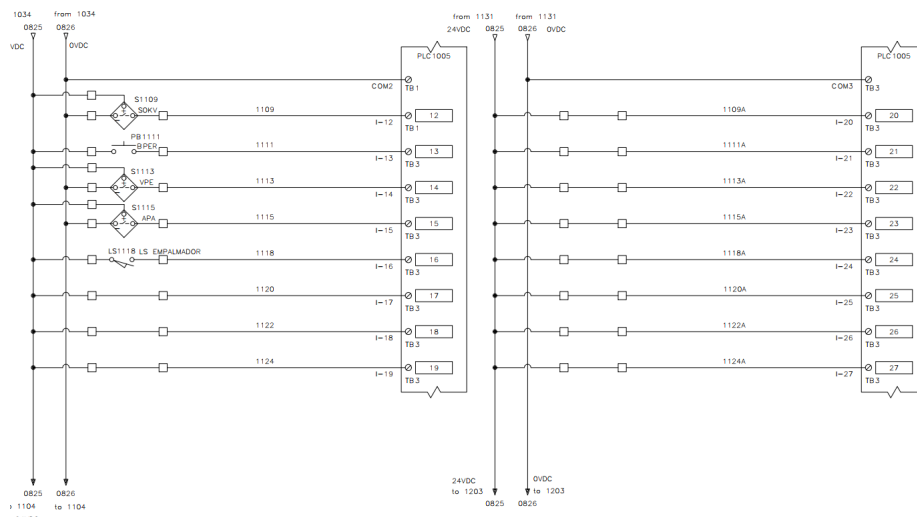 1034 from 1034
0825 0826
VDC 0VDC
PLC1005
COM2 TB1
S1109
SOKV
1109 I-12 12 TB1
PB1111
BPER
1111 I-13 13 TB3
S1113
VPE
1113 I-14 14 TB3
S1115
APA
1115 I-15 15 TB3
LS1118 LS EMPALMADOR
1118 I-16 16 TB3
1120 I-17 17 TB3
1122 I-18 18 TB3
1124 I-19 19 TB3
0825 0826
1104 to 1104
from 1131 from 1131
24VDC 0825 0826 0VDC
PLC1005
COM3 TB3
1109A I-20 20 TB3
1111A I-21 21 TB3
1113A I-22 22 TB3
1115A I-23 23 TB3
1118A I-24 24 TB3
1120A I-25 25 TB3
1122A I-26 26 TB3
1124A I-27 27 TB3
24VDC 0VDC
to 1203 to 1203
0825 0826